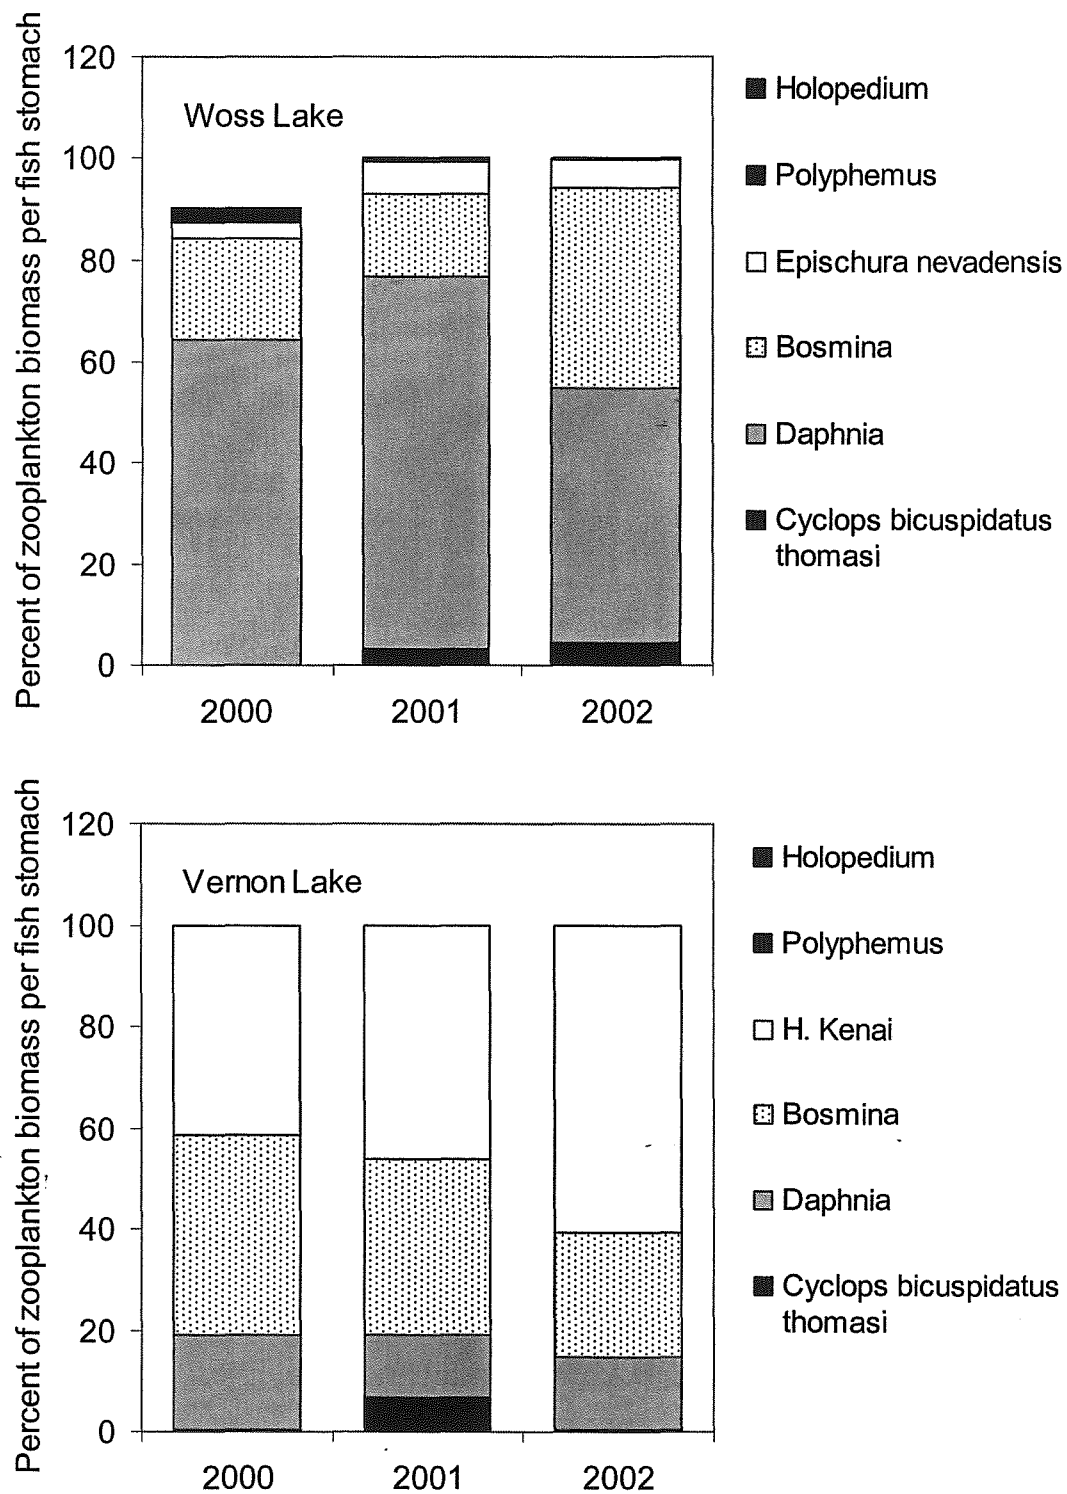 Percent of zooplankton biomass per fish stomach
120
100
80
60
40
20
0
Woss Lake
2000
2001
2002
Holopedium
Polyphemus
Epischura nevadensis
Bosmina
Daphnia
Cyclops bicuspidatus
thomasi
Percent of zooplankton biomass per fish stomach
120
100
80
60
40
20
0
Vernon Lake
2000
2001
2002
Holopedium
Polyphemus
H. Kenai
Bosmina
Daphnia
Cyclops bicuspidatus
thomasi